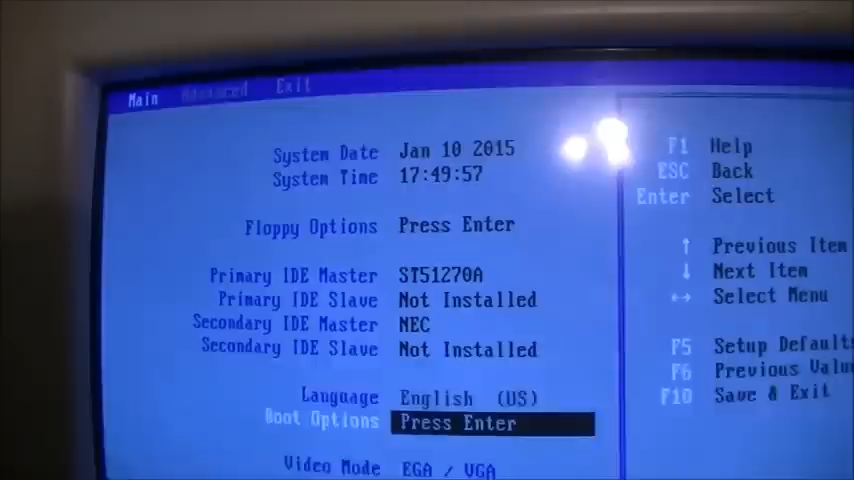 Main Advanced Exit
System Date Jan 10 2015
System Time 17:49:57
Floppy Options Press Enter
Primary IDE Master ST51270A
Primary IDE Slave Not Installed
Secondary IDE Master NEC
Secondary IDE Slave Not Installed
Language English (US)
Boot Options Press Enter
Video Mode EGA / VGA
F1 Help
ESC Back
Enter Select
↑ Previous Item
↓ Next Item
↔ Select Menu
F5 Setup Defaults
F6 Previous Valu
F10 Save & Exit